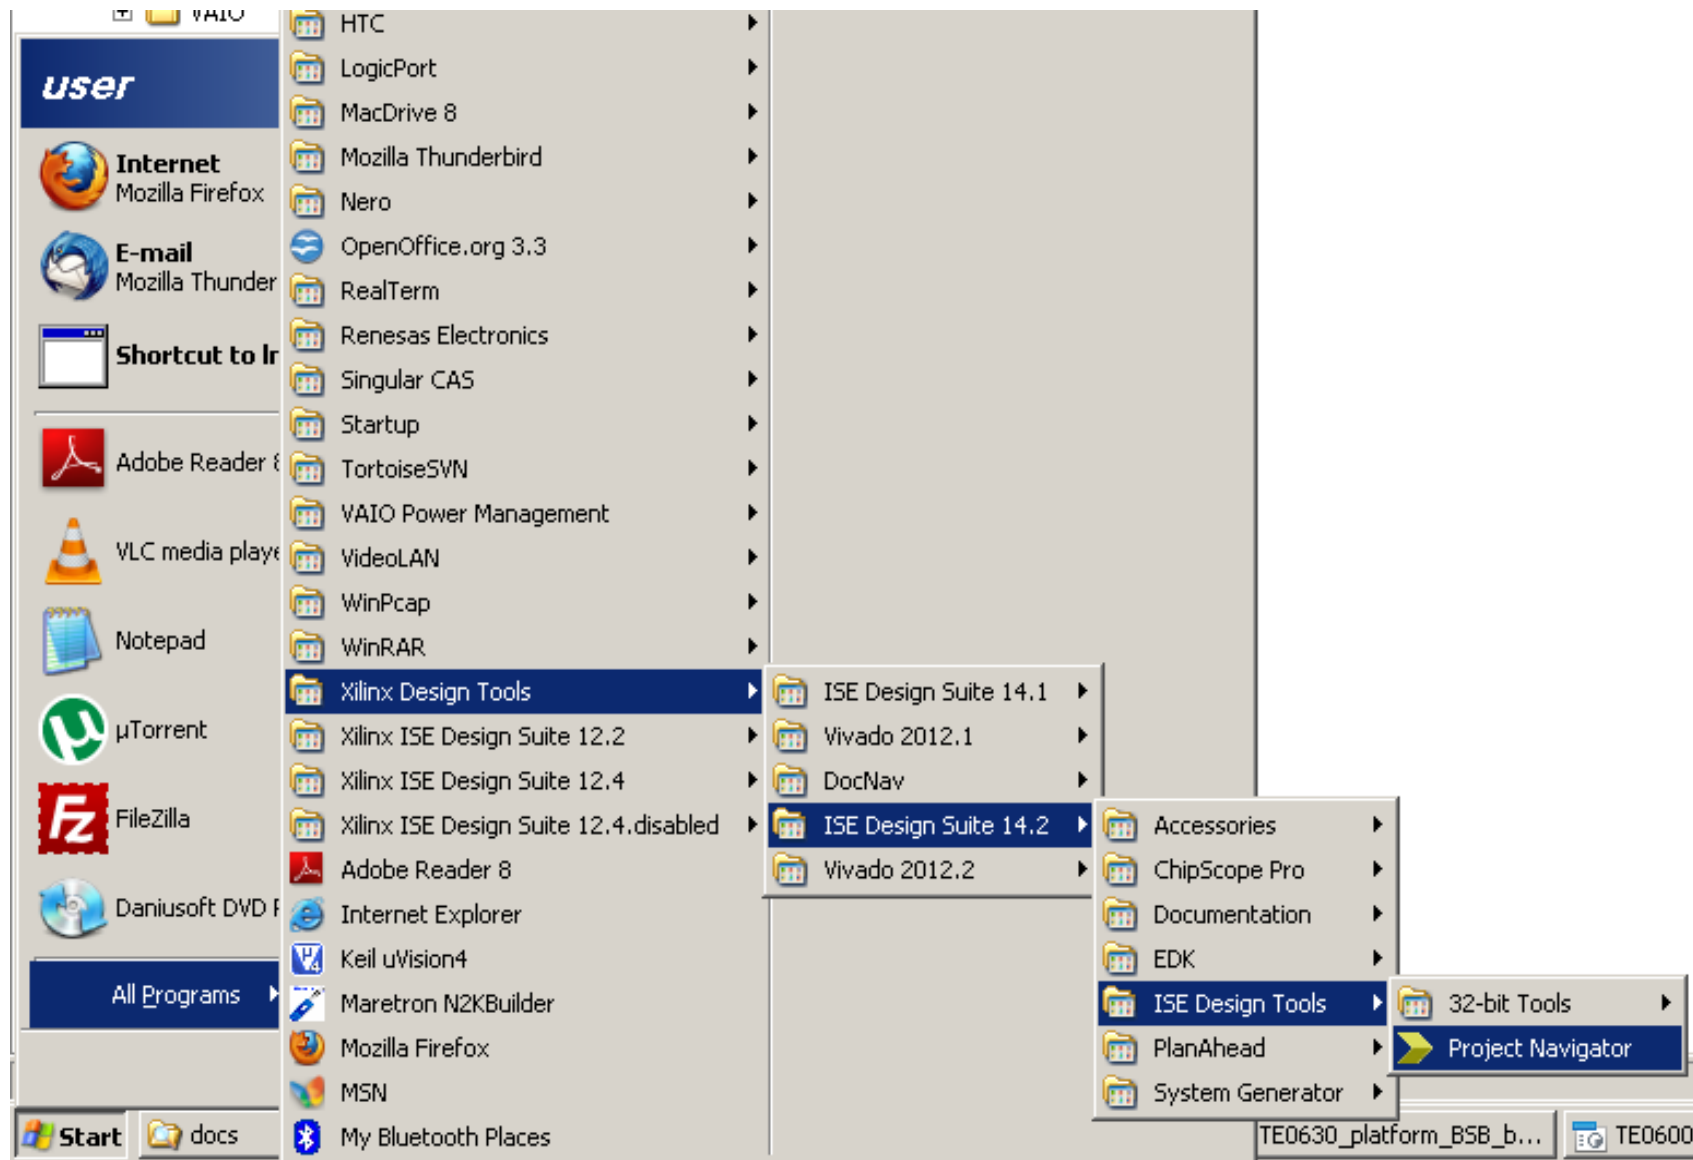 VAIO
user
Internet
Mozilla Firefox
E-mail
Mozilla Thunder
Shortcut to Ir
Adobe Reader 8
VLC media playe
Notepad
µTorrent
FileZilla
Daniusoft DVD
All Programs
HTC
LogicPort
MacDrive 8
Mozilla Thunderbird
Nero
OpenOffice.org 3.3
RealTerm
Renesas Electronics
Singular CAS
Startup
TortoiseSVN
VAIO Power Management
VideoLAN
WinPcap
WinRAR
Xilinx Design Tools
Xilinx ISE Design Suite 12.2
Xilinx ISE Design Suite 12.4
Xilinx ISE Design Suite 12.4.disabled
Adobe Reader 8
Internet Explorer
Keil uVision4
Maretron N2KBuilder
Mozilla Firefox
MSN
My Bluetooth Places
ISE Design Suite 14.1
Vivado 2012.1
DocNav
ISE Design Suite 14.2
Vivado 2012.2
Accessories
ChipScope Pro
Documentation
EDK
ISE Design Tools
PlanAhead
System Generator
32-bit Tools
Project Navigator
Start
docs
TE0630_platform_BSB_b...
TE0600